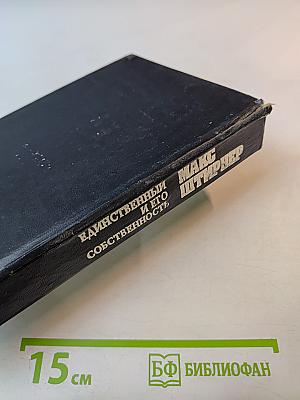 МАКС
ШТИРНЕР
ЕДИНСТВЕННЫЙ
И ЕГО
СОБСТВЕННОСТЬ
15 см
БФ БИБЛИОФАН